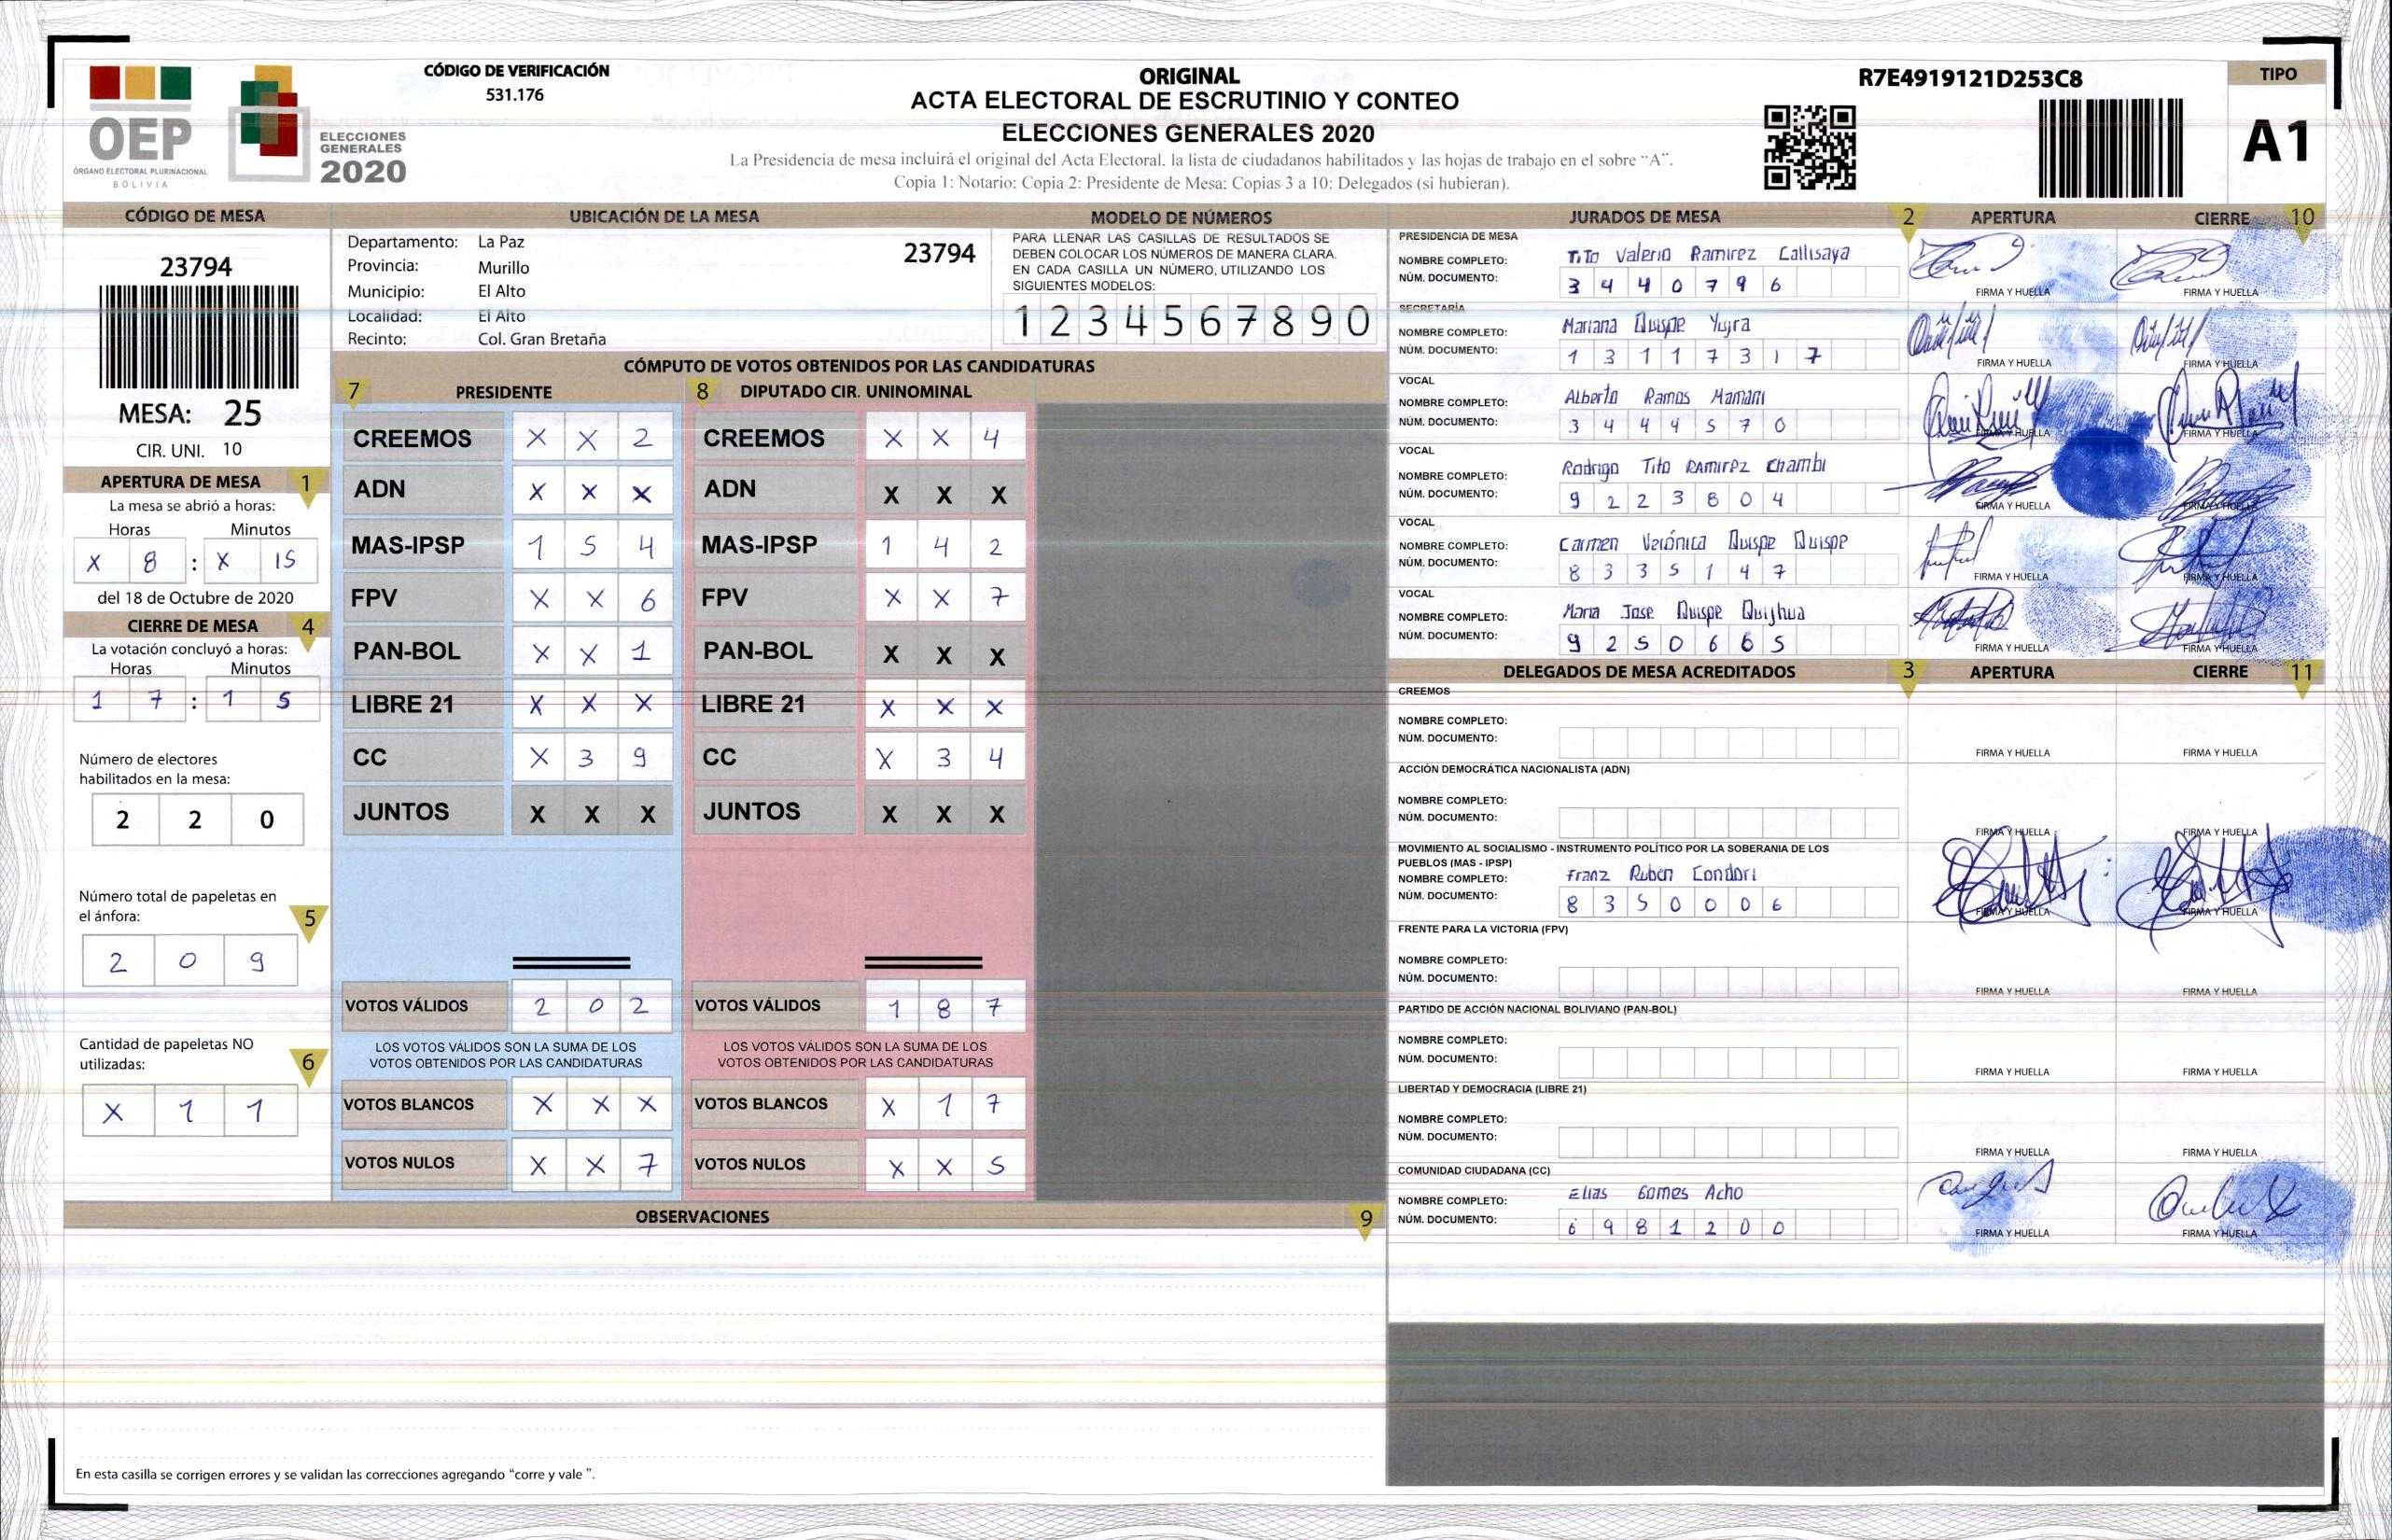 CÓDIGO DE VERIFICACIÓN
531.176
OEP
ÓRGANO ELECTORAL PLURINACIONAL
BOLIVIA
ELECCIONES
GENERALES
2020
ORIGINAL
ACTA ELECTORAL DE ESCRUTINIO Y CONTEO
ELECCIONES GENERALES 2020
La Presidencia de mesa incluirá el original del Acta Electoral, la lista de ciudadanos habilitados y las hojas de trabajo en el sobre “A”.
Copia 1: Notario; Copia 2: Presidente de Mesa; Copias 3 a 10: Delegados (si hubieran).
R7E4919121D253C8
TIPO
A1
CÓDIGO DE MESA
23794
MESA: 25
CIR. UNI. 10
APERTURA DE MESA 1
La mesa se abrió a horas:
Horas Minutos
X 8 : X 15
del 18 de Octubre de 2020
CIERRE DE MESA 4
La votación concluyó a horas:
Horas Minutos
1 7 : 1 5
Número de electores
habilitados en la mesa:
2 2 0
Número total de papeletas en
el ánfora: 5
2 0 9
Cantidad de papeletas NO
utilizadas: 6
X 1 1
UBICACIÓN DE LA MESA
Departamento: La Paz 23794
Provincia: Murillo
Municipio: El Alto
Localidad: El Alto
Recinto: Col. Gran Bretaña
MODELO DE NÚMEROS
PARA LLENAR LAS CASILLAS DE RESULTADOS SE
DEBEN COLOCAR LOS NÚMEROS DE MANERA CLARA.
EN CADA CASILLA UN NÚMERO, UTILIZANDO LOS
SIGUIENTES MODELOS:
1 2 3 4 5 6 7 8 9 0
CÓMPUTO DE VOTOS OBTENIDOS POR LAS CANDIDATURAS
7 PRESIDENTE 8 DIPUTADO CIR. UNINOMINAL
CREEMOS X X 2 CREEMOS X X 4
ADN X X X ADN X X X
MAS-IPSP 1 5 4 MAS-IPSP 1 4 2
FPV X X 6 FPV X X 7
PAN-BOL X X 1 PAN-BOL X X X
LIBRE 21 X X X LIBRE 21 X X X
CC X 3 9 CC X 3 4
JUNTOS X X X JUNTOS X X X
VOTOS VÁLIDOS 2 0 2 VOTOS VÁLIDOS 1 8 7
LOS VOTOS VÁLIDOS SON LA SUMA DE LOS LOS VOTOS VÁLIDOS SON LA SUMA DE LOS
VOTOS OBTENIDOS POR LAS CANDIDATURAS VOTOS OBTENIDOS POR LAS CANDIDATURAS
VOTOS BLANCOS X X X VOTOS BLANCOS X 1 7
VOTOS NULOS X X 7 VOTOS NULOS X X 5
OBSERVACIONES 9
En esta casilla se corrigen errores y se validan las correcciones agregando “corre y vale ”.
JURADOS DE MESA 2 APERTURA CIERRE 10
PRESIDENCIA DE MESA
NOMBRE COMPLETO: Tito Valerio Ramirez Callisaya
NÚM. DOCUMENTO: 3 4 4 0 7 9 6
FIRMA Y HUELLA FIRMA Y HUELLA
SECRETARÍA
NOMBRE COMPLETO: Mariana Quispe Yujra
NÚM. DOCUMENTO: 1 3 1 1 7 3 1 7
FIRMA Y HUELLA FIRMA Y HUELLA
VOCAL
NOMBRE COMPLETO: Alberto Ramos Mamani
NÚM. DOCUMENTO: 3 4 4 4 5 7 0
FIRMA Y HUELLA FIRMA Y HUELLA
VOCAL
NOMBRE COMPLETO: Rodrigo Tito Ramirez Chambi
NÚM. DOCUMENTO: 9 2 2 3 8 0 4
FIRMA Y HUELLA FIRMA Y HUELLA
VOCAL
NOMBRE COMPLETO: Carmen Verónica Quispe Quispe
NÚM. DOCUMENTO: 8 3 3 5 1 4 7
FIRMA Y HUELLA FIRMA Y HUELLA
VOCAL
NOMBRE COMPLETO: Maria Jose Quispe Quijhua
NÚM. DOCUMENTO: 9 2 5 0 6 6 5
FIRMA Y HUELLA FIRMA Y HUELLA
DELEGADOS DE MESA ACREDITADOS 3 APERTURA CIERRE 11
CREEMOS
NOMBRE COMPLETO:
NÚM. DOCUMENTO:
FIRMA Y HUELLA FIRMA Y HUELLA
ACCIÓN DEMOCRÁTICA NACIONALISTA (ADN)
NOMBRE COMPLETO:
NÚM. DOCUMENTO:
FIRMA Y HUELLA FIRMA Y HUELLA
MOVIMIENTO AL SOCIALISMO - INSTRUMENTO POLÍTICO POR LA SOBERANIA DE LOS
PUEBLOS (MAS - IPSP)
NOMBRE COMPLETO: Franz Ruben Condori
NÚM. DOCUMENTO: 8 3 5 0 0 0 6
FIRMA Y HUELLA FIRMA Y HUELLA
FRENTE PARA LA VICTORIA (FPV)
NOMBRE COMPLETO:
NÚM. DOCUMENTO:
FIRMA Y HUELLA FIRMA Y HUELLA
PARTIDO DE ACCIÓN NACIONAL BOLIVIANO (PAN-BOL)
NOMBRE COMPLETO:
NÚM. DOCUMENTO:
FIRMA Y HUELLA FIRMA Y HUELLA
LIBERTAD Y DEMOCRACIA (LIBRE 21)
NOMBRE COMPLETO:
NÚM. DOCUMENTO:
FIRMA Y HUELLA FIRMA Y HUELLA
COMUNIDAD CIUDADANA (CC)
NOMBRE COMPLETO: Elias Gomes Acho
NÚM. DOCUMENTO: 6 9 8 1 2 0 0
FIRMA Y HUELLA FIRMA Y HUELLA